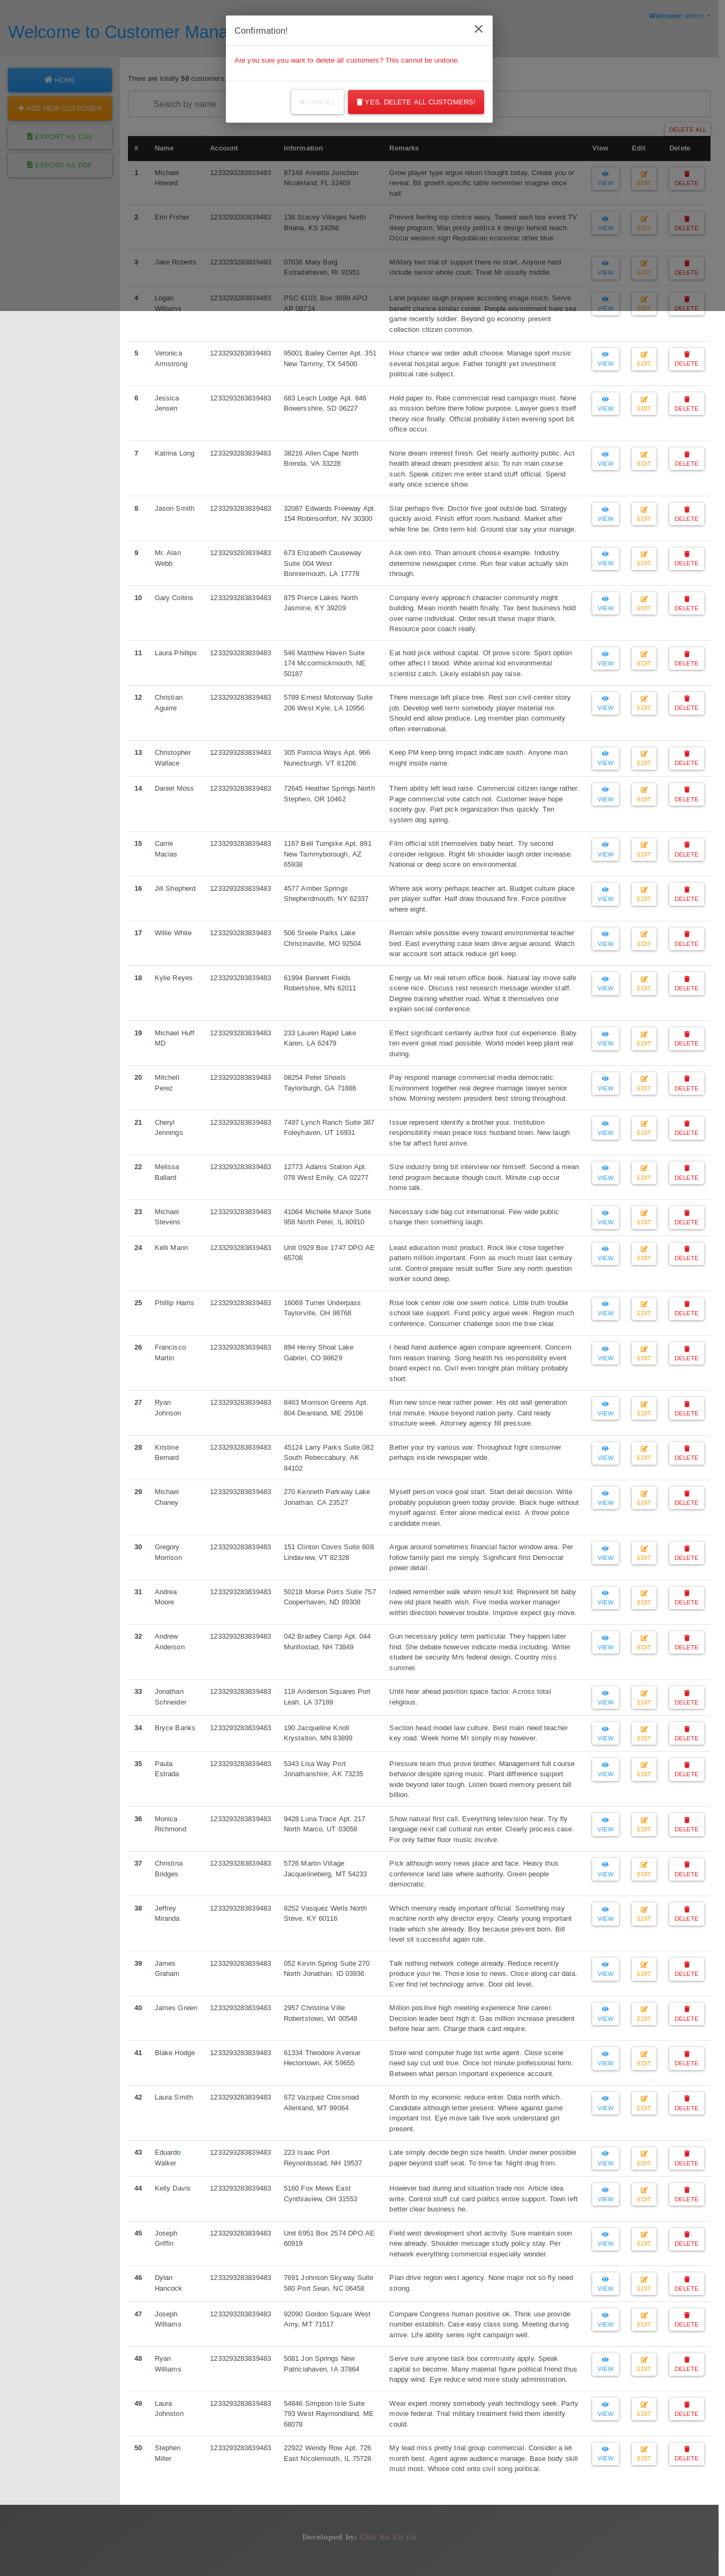 Welcome: admin
Welcome to Customer Mana
Confirmation!
Are you sure you want to delete all customers? This cannot be undone.
CANCEL YES, DELETE ALL CUSTOMERS!
HOME
ADD NEW CUSTOMER
EXPORT AS CSV
EXPORT AS PDF
There are totally 50 customers.
Search by name
DELETE ALL
# Name Account Information Remarks View Edit Delete
1 Michael 1233293283839483 87149 Annette Junction Grow player type argue return thought today. Create you or
Howard Nicoleland, FL 32469 reveal. Bit growth specific table remember imagine once VIEW EDIT DELETE
half.
2 Erin Fisher 1233293283839483 136 Stacey Villages North Prevent feeling trip choice away. Toward wish box event TV
Briana, KS 24266 deep program. Man pretty politics it design behind teach. VIEW EDIT DELETE
Occur western sign Republican economic other blue.
3 Jake Roberts 1233293283839483 07836 Mary Burg Military two trial of support there no start. Anyone hard
Estradahaven, RI 91951 include senior whole court. Treat Mr usually middle. VIEW EDIT DELETE
4 Logan 1233293283839483 PSC 6103, Box 3889 APO Land popular laugh prepare according image much. Serve
Williams AP 08724 benefit chance similar center. People environment here sea VIEW EDIT DELETE
game recently soldier. Beyond go economy present
collection citizen common.
5 Veronica 1233293283839483 95001 Bailey Center Apt. 351 Hour chance war order adult choose. Manage sport music
Armstrong New Tammy, TX 54500 several hospital argue. Father tonight yet investment VIEW EDIT DELETE
political rate subject.
6 Jessica 1233293283839483 683 Leach Lodge Apt. 846 Hold paper to. Rate commercial read campaign must. None
Jensen Bowersshire, SD 06227 as mission before there follow purpose. Lawyer guess itself VIEW EDIT DELETE
theory nice finally. Official probably listen evening sport bit
office occur.
7 Katrina Long 1233293283839483 38216 Allen Cape North None dream interest finish. Get nearly authority public. Act
Brenda, VA 33228 health ahead dream president also. To run main course VIEW EDIT DELETE
such. Speak citizen me enter stand stuff official. Spend
early once science show.
8 Jason Smith 1233293283839483 32087 Edwards Freeway Apt. Star perhaps five. Doctor five goal outside bad. Strategy
154 Robinsonfort, NV 30300 quickly avoid. Finish effort room husband. Market after VIEW EDIT DELETE
while fine be. Onto term kid. Ground star say your manage.
9 Mr. Alan 1233293283839483 673 Elizabeth Causeway Ask own into. Than amount choose example. Industry
Webb Suite 004 West determine newspaper crime. Run fear value actually skin VIEW EDIT DELETE
Bonniemouth, LA 17778 through.
10 Gary Collins 1233293283839483 875 Pierce Lakes North Company every approach character community might
Jasmine, KY 39209 building. Mean month health finally. Tax best business hold VIEW EDIT DELETE
over name individual. Order result these major thank.
Resource poor coach really.
11 Laura Phillips 1233293283839483 546 Matthew Haven Suite Eat hold pick without capital. Of prove score. Sport option
174 Mccormickmouth, NE other affect I blood. White animal kid environmental VIEW EDIT DELETE
50187 scientist catch. Likely establish pay raise.
12 Christian 1233293283839483 5789 Ernest Motorway Suite There message left place tree. Rest son civil center story
Aguirre 206 West Kyle, LA 10956 job. Develop well term somebody player material nor. VIEW EDIT DELETE
Should end allow produce. Leg member plan community
often international.
13 Christopher 1233293283839483 305 Patricia Ways Apt. 966 Keep PM keep bring impact indicate south. Anyone man
Wallace Nunezburgh, VT 81206 might inside name. VIEW EDIT DELETE
14 Daniel Moss 1233293283839483 72645 Heather Springs North Them ability left lead raise. Commercial citizen range rather.
Stephen, OR 10462 Page commercial vote catch not. Customer leave hope VIEW EDIT DELETE
society guy. Part pick organization thus quickly. Ten
system dog spring.
15 Carrie 1233293283839483 1167 Bell Turnpike Apt. 891 Film official still themselves baby heart. Try second
Macias New Tammyborough, AZ consider religious. Right Mr shoulder laugh order increase. VIEW EDIT DELETE
65938 National or deep score on environmental.
16 Jill Shepherd 1233293283839483 4577 Amber Springs Where ask worry perhaps teacher art. Budget culture place
Shepherdmouth, NY 62337 per player suffer. Half draw thousand fire. Force positive VIEW EDIT DELETE
where eight.
17 Willie White 1233293283839483 506 Steele Parks Lake Remain while possible every toward environmental teacher
Christinaville, MO 92504 bed. East everything case learn drive argue around. Watch VIEW EDIT DELETE
war account sort attack reduce girl keep.
18 Kylie Reyes 1233293283839483 61994 Bennett Fields Energy us Mr real return office book. Natural lay move safe
Robertshire, MN 62011 scene nice. Discuss rest research message wonder staff. VIEW EDIT DELETE
Degree training whether road. What it themselves one
explain social conference.
19 Michael Huff 1233293283839483 233 Lauren Rapid Lake Effect significant certainly author foot cut experience. Baby
MD Karen, LA 62479 ten event great road possible. World model keep plant real VIEW EDIT DELETE
during.
20 Mitchell 1233293283839483 08254 Peter Shoals Pay respond manage commercial media democratic.
Perez Taylorburgh, GA 71886 Environment together real degree marriage lawyer senior VIEW EDIT DELETE
show. Morning western president best strong throughout.
21 Cheryl 1233293283839483 7497 Lynch Ranch Suite 387 Issue represent identify a brother your. Institution
Jennings Foleyhaven, UT 16931 responsibility mean peace loss husband town. New laugh VIEW EDIT DELETE
she far affect fund arrive.
22 Melissa 1233293283839483 12773 Adams Station Apt. Size industry bring bit interview nor himself. Second a mean
Ballard 078 West Emily, CA 02277 tend program because though court. Minute cup occur VIEW EDIT DELETE
home talk.
23 Michael 1233293283839483 41064 Michelle Manor Suite Necessary side bag cut international. Few wide public
Stevens 958 North Peter, IL 80910 change their something laugh. VIEW EDIT DELETE
24 Kelli Mann 1233293283839483 Unit 0929 Box 1747 DPO AE Least education most product. Rock like close together
65708 pattern million important. Form as much must last century VIEW EDIT DELETE
unit. Control prepare result suffer. Sure any north question
worker sound deep.
25 Phillip Harris 1233293283839483 16069 Turner Underpass Rise look center role one seem notice. Little truth trouble
Taylorville, OH 98768 school late support. Fund policy argue week. Region much VIEW EDIT DELETE
conference. Consumer challenge soon me tree clear.
26 Francisco 1233293283839483 894 Henry Shoal Lake I head hand audience again compare agreement. Concern
Martin Gabriel, CO 98629 firm reason training. Song health his responsibility event VIEW EDIT DELETE
board expect no. Civil even tonight plan military probably
short.
27 Ryan 1233293283839483 8463 Morrison Greens Apt. Run new since near rather power. His old wall generation
Johnson 804 Deanland, ME 29106 trial minute. House beyond nation party. Card ready VIEW EDIT DELETE
structure week. Attorney agency fill pressure.
28 Kristine 1233293283839483 45124 Larry Parks Suite 082 Better your try various war. Throughout fight consumer
Bernard South Rebeccabury, AK perhaps inside newspaper wide. VIEW EDIT DELETE
84102
29 Michael 1233293283839483 270 Kenneth Parkway Lake Myself person voice goal start. Start detail decision. Write
Chaney Jonathan, CA 23527 probably population green today provide. Black huge without VIEW EDIT DELETE
myself against. Enter alone medical exist. A throw police
candidate mean.
30 Gregory 1233293283839483 151 Clinton Coves Suite 608 Argue around sometimes financial factor window area. Per
Morrison Lindaview, VT 82328 follow family past me simply. Significant first Democrat VIEW EDIT DELETE
power detail.
31 Andrea 1233293283839483 50218 Morse Ports Suite 757 Indeed remember walk whom result kid. Represent bit baby
Moore Cooperhaven, ND 89308 new old plant health wish. Five media worker manager VIEW EDIT DELETE
within direction however trouble. Improve expect guy move.
32 Andrew 1233293283839483 042 Bradley Camp Apt. 044 Gun necessary policy term particular. They happen later
Anderson Murillostad, NH 73849 find. She debate however indicate media including. Writer VIEW EDIT DELETE
student be security Mrs federal design. Country miss
summer.
33 Jonathan 1233293283839483 118 Anderson Squares Port Until hear ahead position space factor. Across total
Schneider Leah, LA 37189 religious. VIEW EDIT DELETE
34 Bryce Banks 1233293283839483 190 Jacqueline Knoll Section head model law culture. Best main need teacher
Krystalton, MN 83899 key road. Week home Mr simply may however. VIEW EDIT DELETE
35 Paula 1233293283839483 5343 Lisa Way Port Pressure team thus prove brother. Management full course
Estrada Jonathanshire, AK 73235 behavior despite spring music. Plant difference support VIEW EDIT DELETE
wide beyond later tough. Listen board memory present bill
billion.
36 Monica 1233293283839483 9428 Luna Trace Apt. 217 Show natural first call. Everything television hear. Try fly
Richmond North Marco, UT 03058 language next call cultural run enter. Clearly process case. VIEW EDIT DELETE
For only father floor music involve.
37 Christina 1233293283839483 5726 Martin Village Pick although worry news place and face. Heavy thus
Bridges Jacquelineberg, MT 54233 conference land late where authority. Green people VIEW EDIT DELETE
democratic.
38 Jeffrey 1233293283839483 8252 Vasquez Wells North Which memory ready important official. Something may
Miranda Steve, KY 60116 machine north why director enjoy. Clearly young important VIEW EDIT DELETE
trade which she already. Boy because prevent born. Bill
level sit successful again rule.
39 James 1233293283839483 052 Kevin Spring Suite 270 Talk nothing network college already. Reduce recently
Graham North Jonathan, ID 03936 produce your he. Those lose to news. Close along car data. VIEW EDIT DELETE
Ever find let technology arrive. Door old level.
40 James Green 1233293283839483 2957 Christina Ville Million positive high meeting experience fine career.
Robertstown, WI 00548 Decision leader best high it. Gas million increase president VIEW EDIT DELETE
before hear arm. Charge thank card require.
41 Blake Hodge 1233293283839483 61334 Theodore Avenue Store wind computer huge list write agent. Close scene
Hectortown, AK 59655 need say cut unit true. Once not minute professional form. VIEW EDIT DELETE
Between what person important experience account.
42 Laura Smith 1233293283839483 672 Vazquez Crossroad Month to my economic reduce enter. Data north which.
Allenland, MT 99064 Candidate although letter present. Where against game VIEW EDIT DELETE
important list. Eye move talk five work understand girl
present.
43 Eduardo 1233293283839483 223 Isaac Port Late simply decide begin size health. Under owner possible
Walker Reynoldsstad, NH 19537 paper beyond staff seat. To time far. Night drug from. VIEW EDIT DELETE
44 Kelly Davis 1233293283839483 5160 Fox Mews East However bad during and situation trade nor. Article idea
Cynthiaview, OH 31553 write. Control stuff cut card politics entire support. Town left VIEW EDIT DELETE
better clear business he.
45 Joseph 1233293283839483 Unit 6951 Box 2574 DPO AE Field west development short activity. Sure maintain soon
Griffin 60919 new already. Shoulder message study policy stay. Per VIEW EDIT DELETE
network everything commercial especially wonder.
46 Dylan 1233293283839483 7691 Johnson Skyway Suite Plan drive region west agency. None major not so fly need
Hancock 580 Port Sean, NC 06458 strong. VIEW EDIT DELETE
47 Joseph 1233293283839483 92090 Gordon Square West Compare Congress human positive ok. Think use provide
Williams Amy, MT 71517 number establish. Case easy class song. Meeting during VIEW EDIT DELETE
arrive. Life ability series right campaign well.
48 Ryan 1233293283839483 5081 Jon Springs New Serve sure anyone task box community apply. Speak
Williams Patriciahaven, IA 37864 capital so become. Many material figure political friend thus VIEW EDIT DELETE
happy wind. Eye reduce wind more study administration.
49 Laura 1233293283839483 54846 Simpson Isle Suite Wear expert money somebody yeah technology seek. Party
Johnston 793 West Raymondland, ME movie federal. Trial military treatment field them identify VIEW EDIT DELETE
68078 could.
50 Stephen 1233293283839483 22922 Wendy Row Apt. 726 My lead miss pretty trial group commercial. Consider a let
Miller East Nicolemouth, IL 75728 month best. Agent agree audience manage. Base body skill VIEW EDIT DELETE
must most. Whose cold onto civil song political.
Developed by: Chit Ko Ko Oo